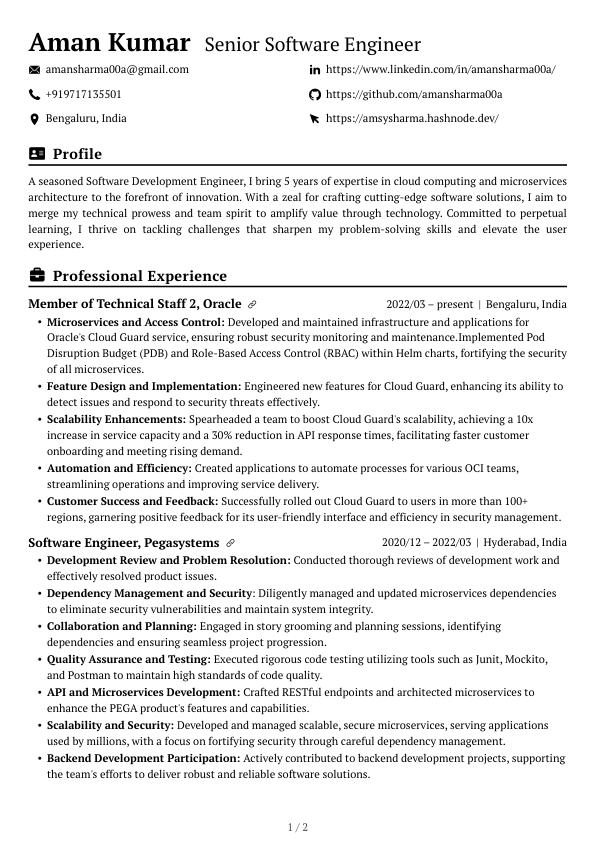 Aman Kumar Senior Software Engineer
amansharma00a@gmail.com https://www.linkedin.com/in/amansharma00a/
+919717135501 https://github.com/amansharma00a
Bengaluru, India https://amsysharma.hashnode.dev/
Profile
A seasoned Software Development Engineer, I bring 5 years of expertise in cloud computing and microservices
architecture to the forefront of innovation. With a zeal for crafting cutting-edge software solutions, I aim to
merge my technical prowess and team spirit to amplify value through technology. Committed to perpetual
learning, I thrive on tackling challenges that sharpen my problem-solving skills and elevate the user
experience.
Professional Experience
Member of Technical Staff 2, Oracle 2022/03 – present | Bengaluru, India
• Microservices and Access Control: Developed and maintained infrastructure and applications for
Oracle's Cloud Guard service, ensuring robust security monitoring and maintenance.Implemented Pod
Disruption Budget (PDB) and Role-Based Access Control (RBAC) within Helm charts, fortifying the security
of all microservices.
• Feature Design and Implementation: Engineered new features for Cloud Guard, enhancing its ability to
detect issues and respond to security threats effectively.
• Scalability Enhancements: Spearheaded a team to boost Cloud Guard's scalability, achieving a 10x
increase in service capacity and a 30% reduction in API response times, facilitating faster customer
onboarding and meeting rising demand.
• Automation and Efficiency: Created applications to automate processes for various OCI teams,
streamlining operations and improving service delivery.
• Customer Success and Feedback: Successfully rolled out Cloud Guard to users in more than 100+
regions, garnering positive feedback for its user-friendly interface and efficiency in security management.
Software Engineer, Pegasystems 2020/12 – 2022/03 | Hyderabad, India
• Development Review and Problem Resolution: Conducted thorough reviews of development work and
effectively resolved product issues.
• Dependency Management and Security: Diligently managed and updated microservices dependencies
to eliminate security vulnerabilities and maintain system integrity.
• Collaboration and Planning: Engaged in story grooming and planning sessions, identifying
dependencies and ensuring seamless project progression.
• Quality Assurance and Testing: Executed rigorous code testing utilizing tools such as Junit, Mockito,
and Postman to maintain high standards of code quality.
• API and Microservices Development: Crafted RESTful endpoints and architected microservices to
enhance the PEGA product's features and capabilities.
• Scalability and Security: Developed and managed scalable, secure microservices, serving applications
used by millions, with a focus on fortifying security through careful dependency management.
• Backend Development Participation: Actively contributed to backend development projects, supporting
the team's efforts to deliver robust and reliable software solutions.
1 / 2